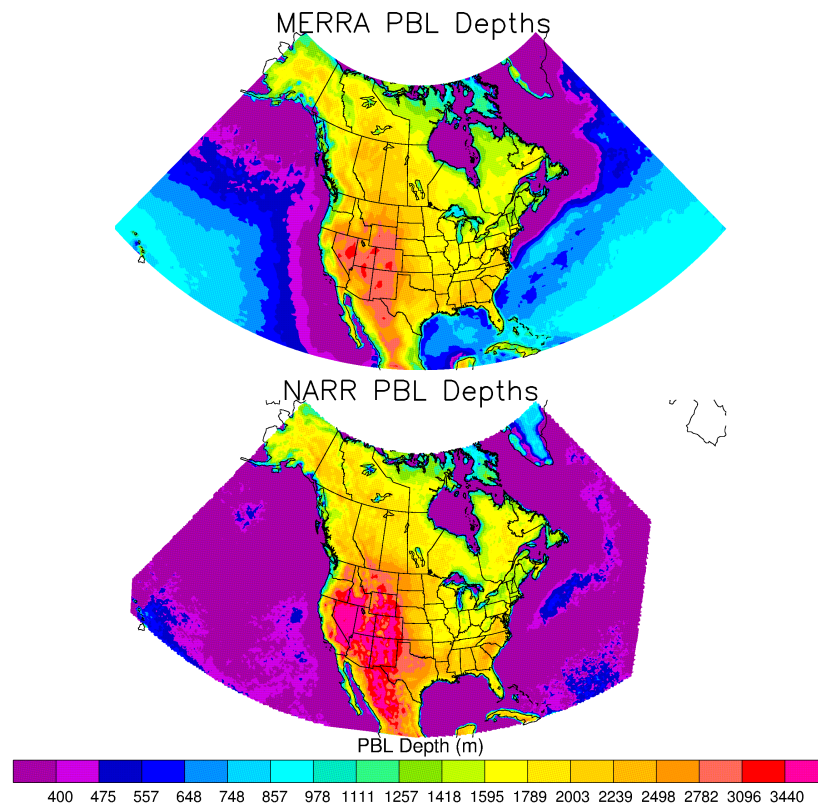 MERRA PBL Depths
NARR PBL Depths
PBL Depth (m)
400 475 557 648 748 857 978 1111 1257 1418 1595 1789 2003 2239 2498 2782 3096 3440